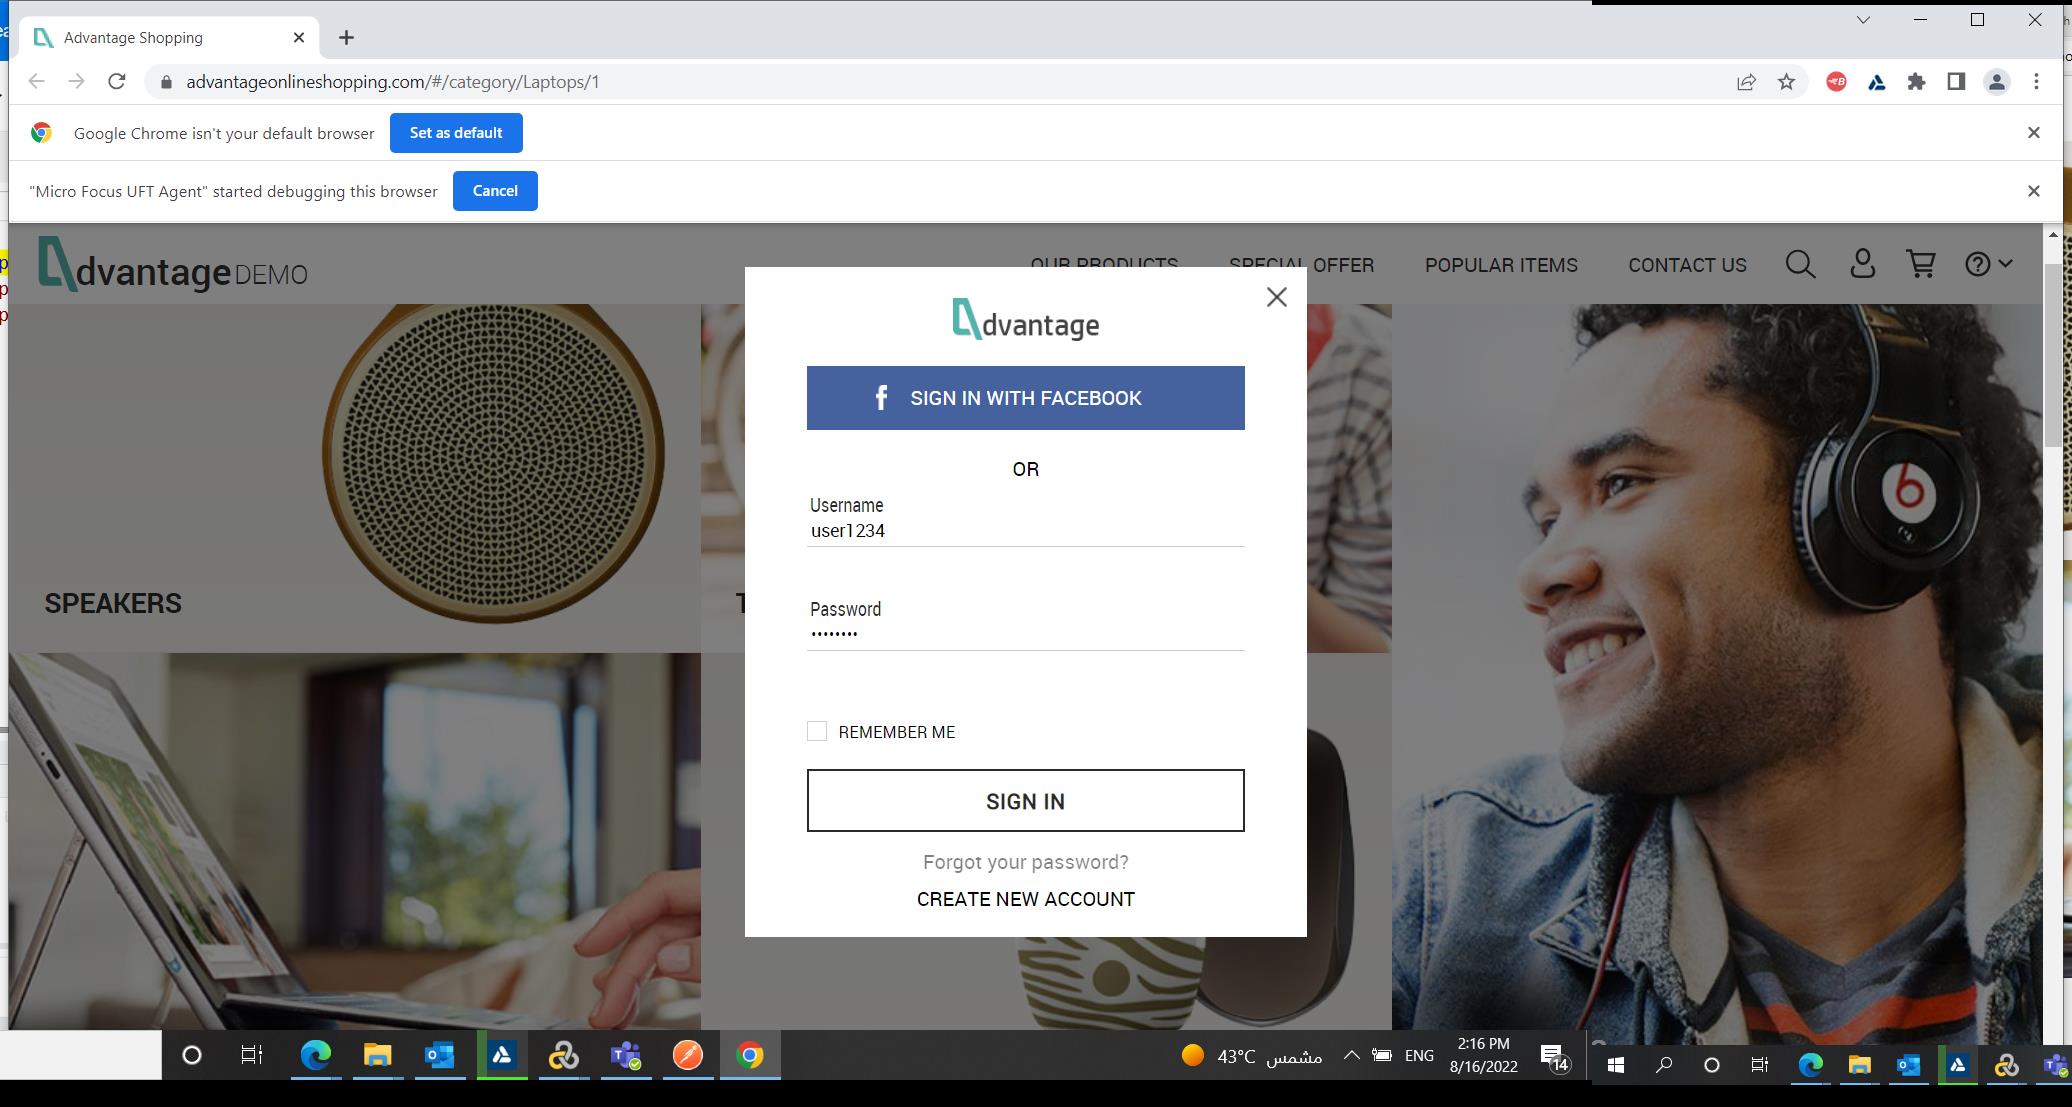 Advantage Shopping
advantageonlineshopping.com/#/category/Laptops/1
Google Chrome isn't your default browser
Set as default
"Micro Focus UFT Agent" started debugging this browser
Cancel
Advantage DEMO
OUR PRODUCTS
SPECIAL OFFER
POPULAR ITEMS
CONTACT US
Advantage
SIGN IN WITH FACEBOOK
OR
Username
user1234
SPEAKERS
Password
••••••••
REMEMBER ME
SIGN IN
Forgot your password?
CREATE NEW ACCOUNT
43°C مشمس
ENG
2:16 PM
8/16/2022
14